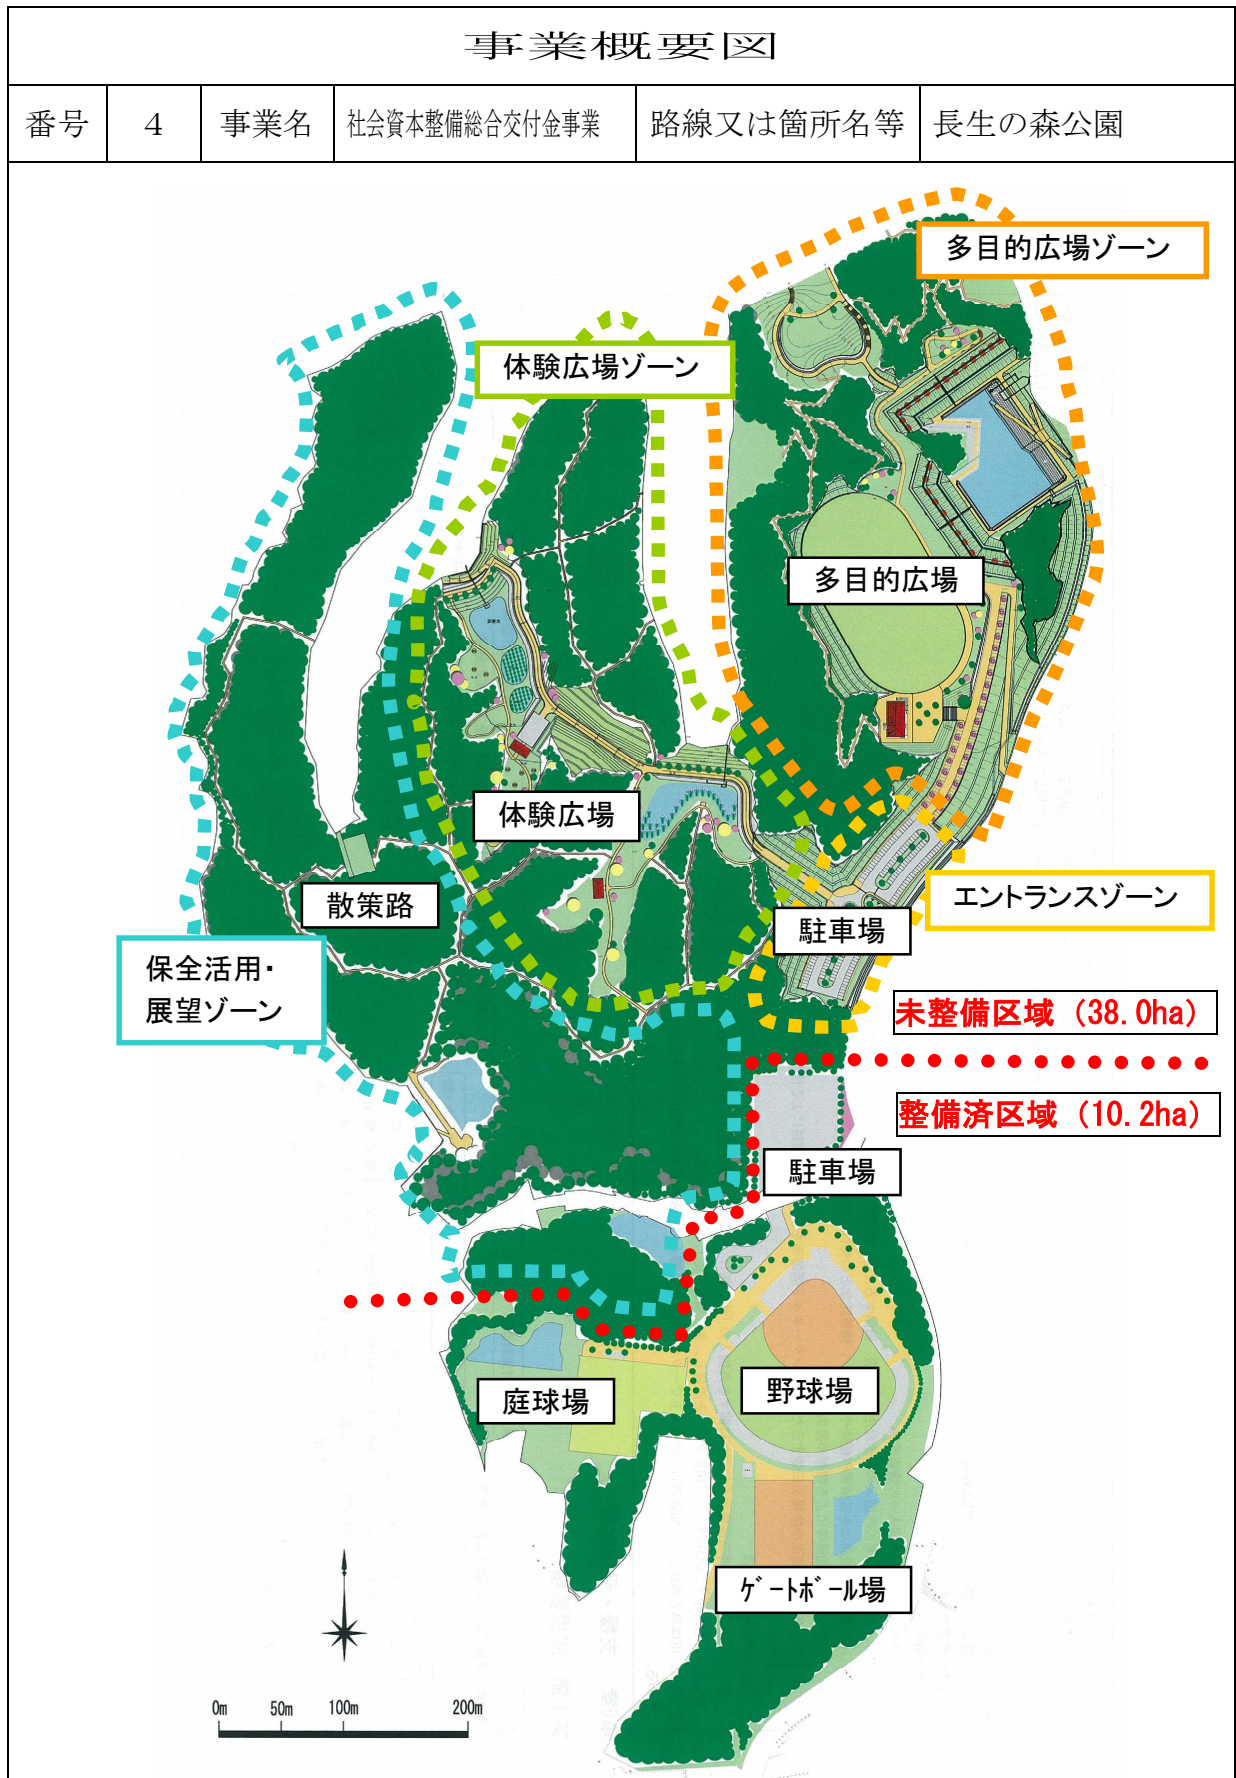 事業概要図
番号 4 事業名 社会資本整備総合交付金事業 路線又は箇所名等 長生の森公園
多目的広場ゾーン
体験広場ゾーン
多目的広場
体験広場
散策路
エントランスゾーン
駐車場
保全活用・
展望ゾーン
未整備区域（38.0ha）
整備済区域（10.2ha）
駐車場
庭球場
野球場
ｹﾞｰﾄﾎﾞｰﾙ場
0m 50m 100m 200m